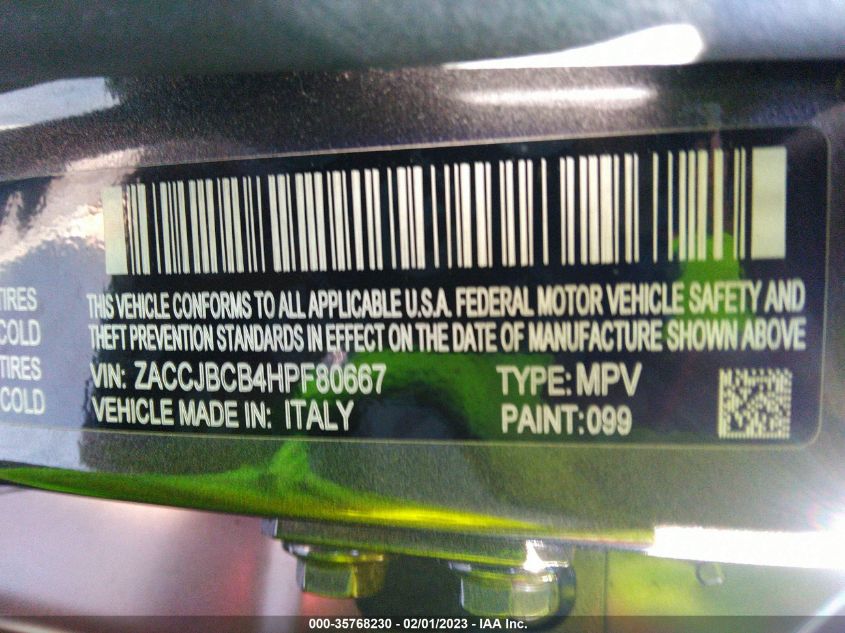 THIS VEHICLE CONFORMS TO ALL APPLICABLE U.S.A. FEDERAL MOTOR VEHICLE SAFETY AND
THEFT PREVENTION STANDARDS IN EFFECT ON THE DATE OF MANUFACTURE SHOWN ABOVE
VIN: ZACCJBCB4HPF80667 TYPE: MPV
VEHICLE MADE IN: ITALY PAINT: 099
TIRES
COLD
TIRES
COLD
000-35768230 - 02/01/2023 - IAA Inc.